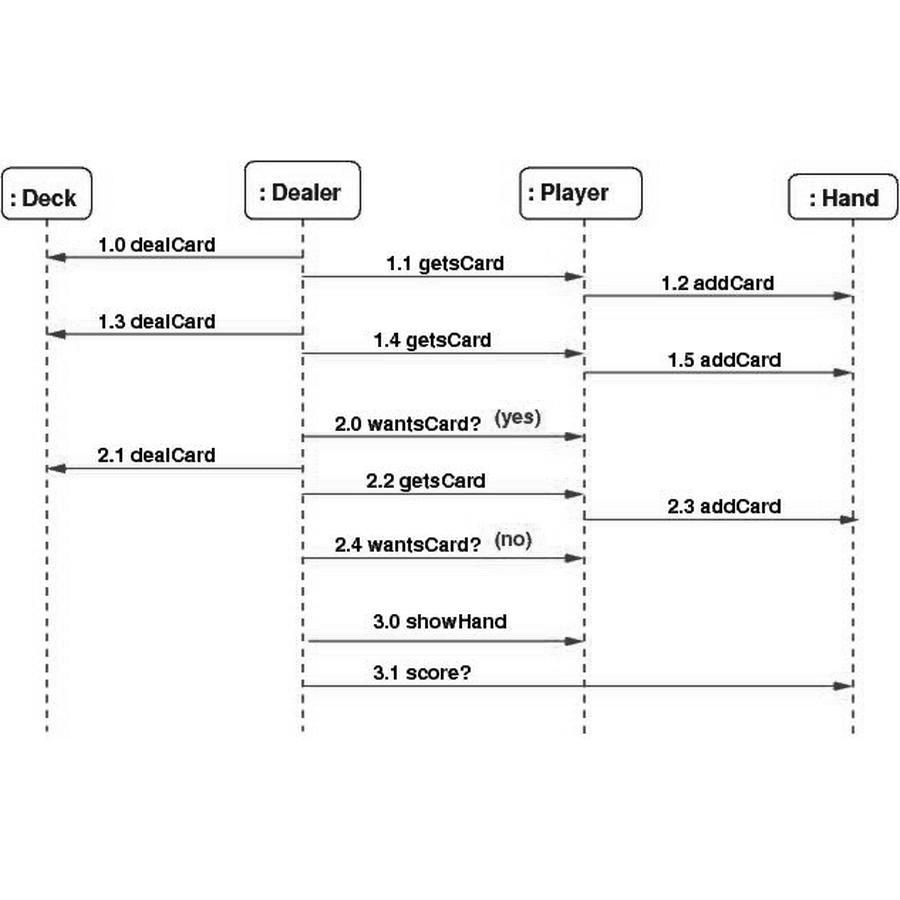 : Deck
: Dealer
: Player
: Hand
1.0 dealCard
1.1 getsCard
1.2 addCard
1.3 dealCard
1.4 getsCard
1.5 addCard
2.0 wantsCard? (yes)
2.1 dealCard
2.2 getsCard
2.3 addCard
2.4 wantsCard? (no)
3.0 showHand
3.1 score?